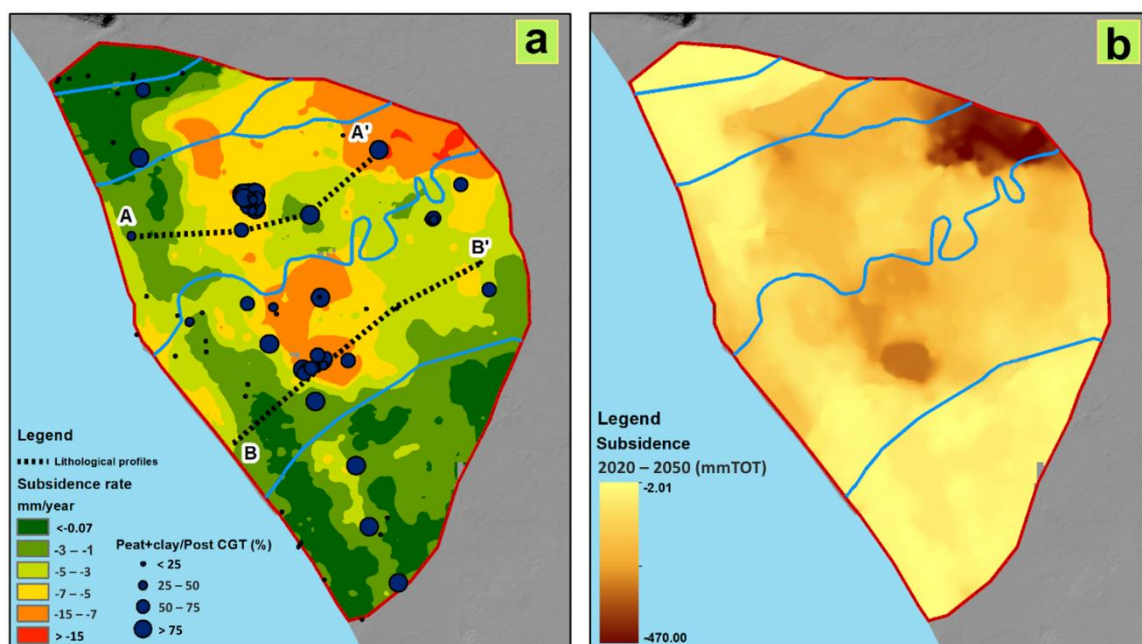 a
A
A'
B'
B
Legend
Lithological profiles
Subsidence rate
mm/year
<-0.07
-3 – -1
-5 – -3
-7 – -5
-15 – -7
> -15
Peat+clay/Post CGT (%)
< 25
25 – 50
50 – 75
> 75
b
Legend
Subsidence
2020 – 2050 (mmTOT)
-2.01
-470.00